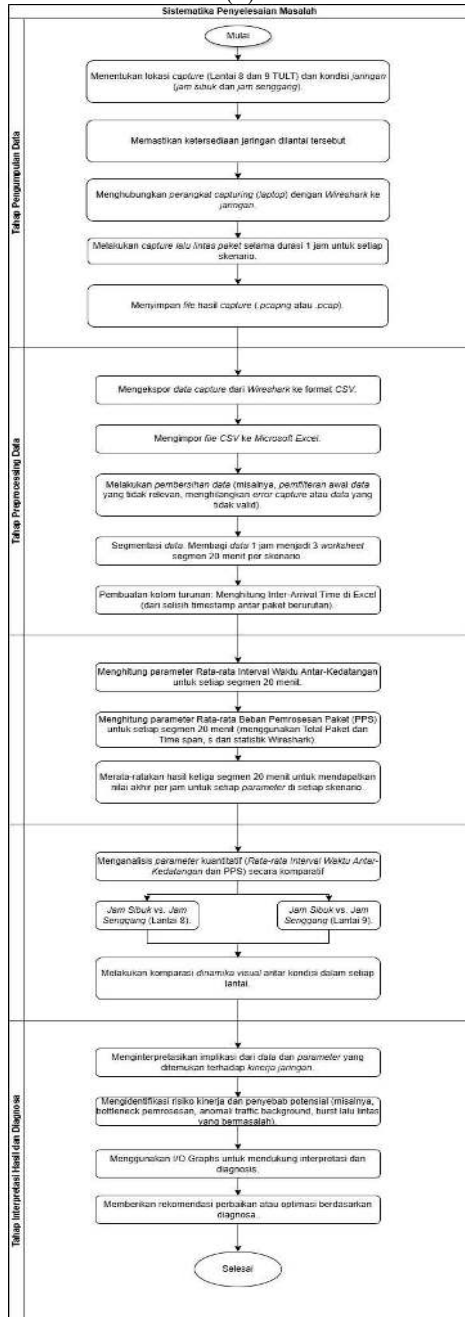 Sistematika Penyelesaian Masalah
Tahap Pengumpulan Data
Mulai
Menentukan lokasi capture (Lantai 8 dan 9 TULT) dan kondisi jaringan
(jam sibuk dan jam senggang).
Memastikan ketersediaan jaringan dilantai tersebut
Menghubungkan perangkat capturing (laptop) dengan Wireshark ke
jaringan.
Melakukan capture lalu lintas paket selama durasi 1 jam untuk setiap
skenario.
Menyimpan file hasil capture (.pcapng atau .pcap).
Tahap Preprocessing Data
Mengekspor data capture dari Wireshark ke format CSV.
Mengimpor file CSV ke Microsoft Excel.
Melakukan pembersihan data (misalnya, pemfilteran awal data
yang tidak relevan, menghilangkan error capture atau data yang
tidak valid).
Segmentasi data. Membagi data 1 jam menjadi 3 worksheet
segmen 20 menit per skenario.
Pembuatan kolom turunan: Menghitung Inter-Arrival Time di Excel
(dari selisih timestamp antar paket berurutan).
Menghitung parameter Rata-rata Interval Waktu Antar-Kedatangan
untuk setiap segmen 20 menit.
Menghitung parameter Rata-rata Beban Pemrosesan Paket (PPS)
untuk setiap segmen 20 menit (menggunakan Total Paket dan
Time span, s dari statistik Wireshark).
Merata-ratakan hasil ketiga segmen 20 menit untuk mendapatkan
nilai akhir per jam untuk setiap parameter di setiap skenario.
Menganalisis parameter kuantitatif (Rata-rata Interval Waktu Antar-
Kedatangan dan PPS) secara komparatif
Jam Sibuk vs. Jam
Senggang (Lantai 8).
Jam Sibuk vs. Jam
Senggang (Lantai 9).
Melakukan komparasi dinamika visual antar kondisi dalam setiap
lantai.
Tahap Interpretasi Hasil dan Diagnosa
Menginterpretasikan implikasi dari data dan parameter yang
ditemukan terhadap kinerja jaringan.
Mengidentifikasi risiko kinerja dan penyebab potensial (misalnya,
bottleneck pemrosesan, anomali traffic background, burst lalu lintas
yang bermasalah).
Menggunakan I/O Graphs untuk mendukung interpretasi dan
diagnosis.
Memberikan rekomendasi perbaikan atau optimasi berdasarkan
diagnosa.
Selesai